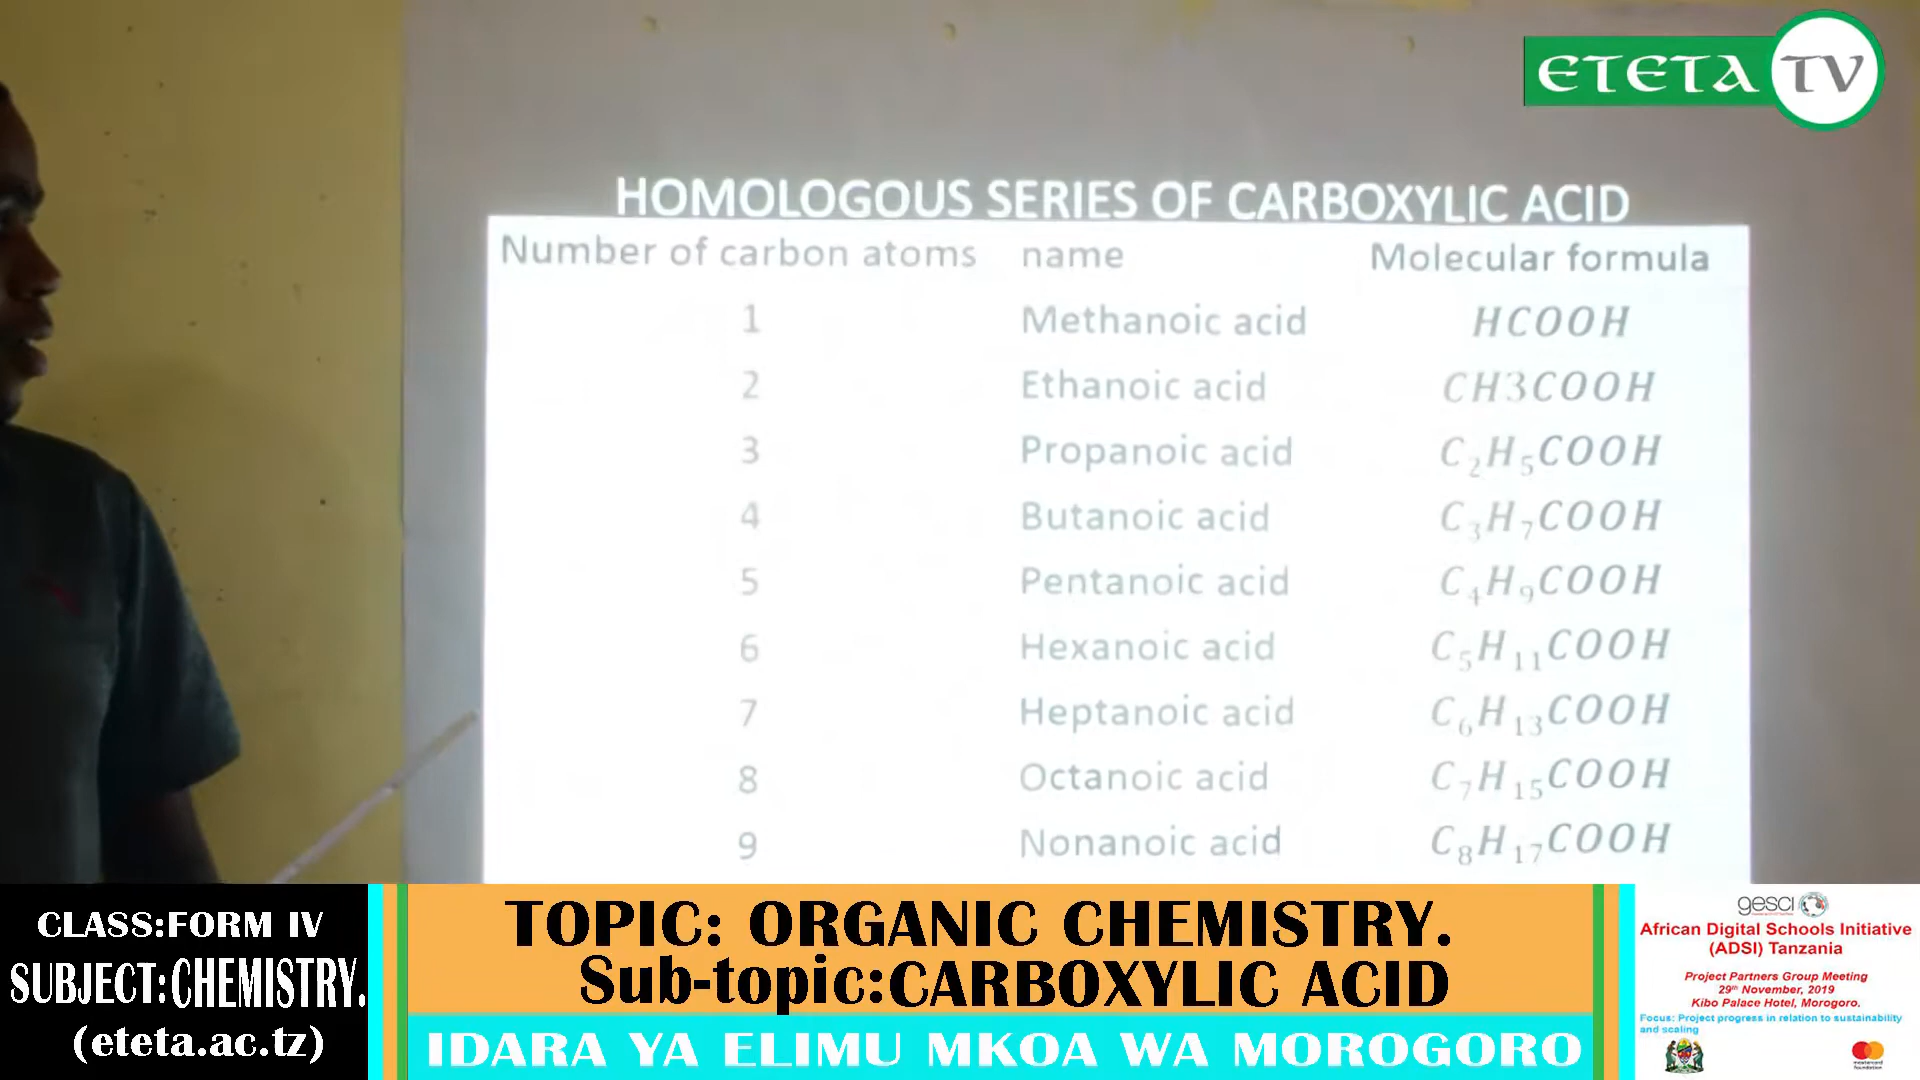 ETETA TV
HOMOLOGOUS SERIES OF CARBOXYLIC ACID
Number of carbon atoms name Molecular formula
1 Methanoic acid HCOOH
2 Ethanoic acid CH3COOH
3 Propanoic acid C₂H₅COOH
4 Butanoic acid C₃H₇COOH
5 Pentanoic acid C₄H₉COOH
6 Hexanoic acid C₅H₁₁COOH
7 Heptanoic acid C₆H₁₃COOH
8 Octanoic acid C₇H₁₅COOH
9 Nonanoic acid C₈H₁₇COOH
CLASS:FORM IV
SUBJECT:CHEMISTRY.
(eteta.ac.tz)
TOPIC: ORGANIC CHEMISTRY.
Sub-topic:CARBOXYLIC ACID
IDARA YA ELIMU MKOA WA MOROGORO
gesci
African Digital Schools Initiative
(ADSI) Tanzania
Project Partners Group Meeting
29th November, 2019
Kibo Palace Hotel, Morogoro.
Focus: Project progress in relation to sustainability
and scaling
mastercard
foundation